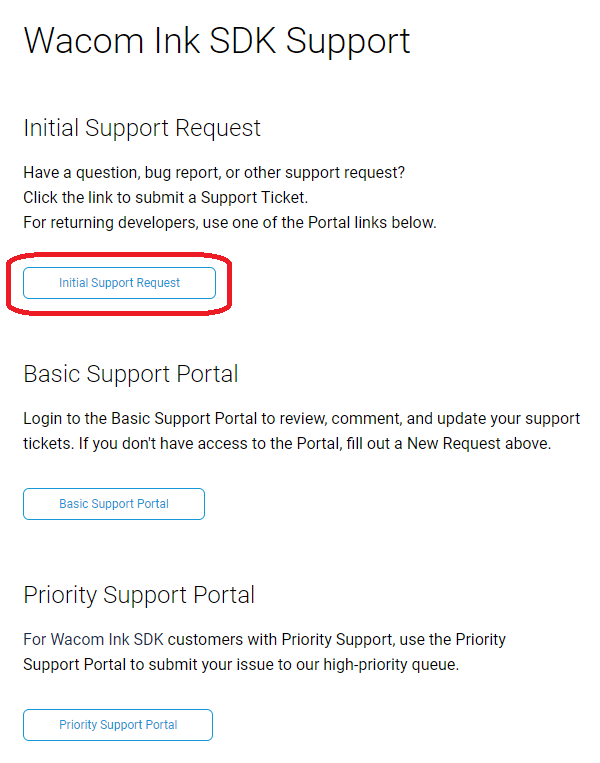 Wacom Ink SDK Support
Initial Support Request
Have a question, bug report, or other support request?
Click the link to submit a Support Ticket.
For returning developers, use one of the Portal links below.
Initial Support Request
Basic Support Portal
Login to the Basic Support Portal to review, comment, and update your support
tickets. If you don't have access to the Portal, fill out a New Request above.
Basic Support Portal
Priority Support Portal
For Wacom Ink SDK customers with Priority Support, use the Priority
Support Portal to submit your issue to our high-priority queue.
Priority Support Portal